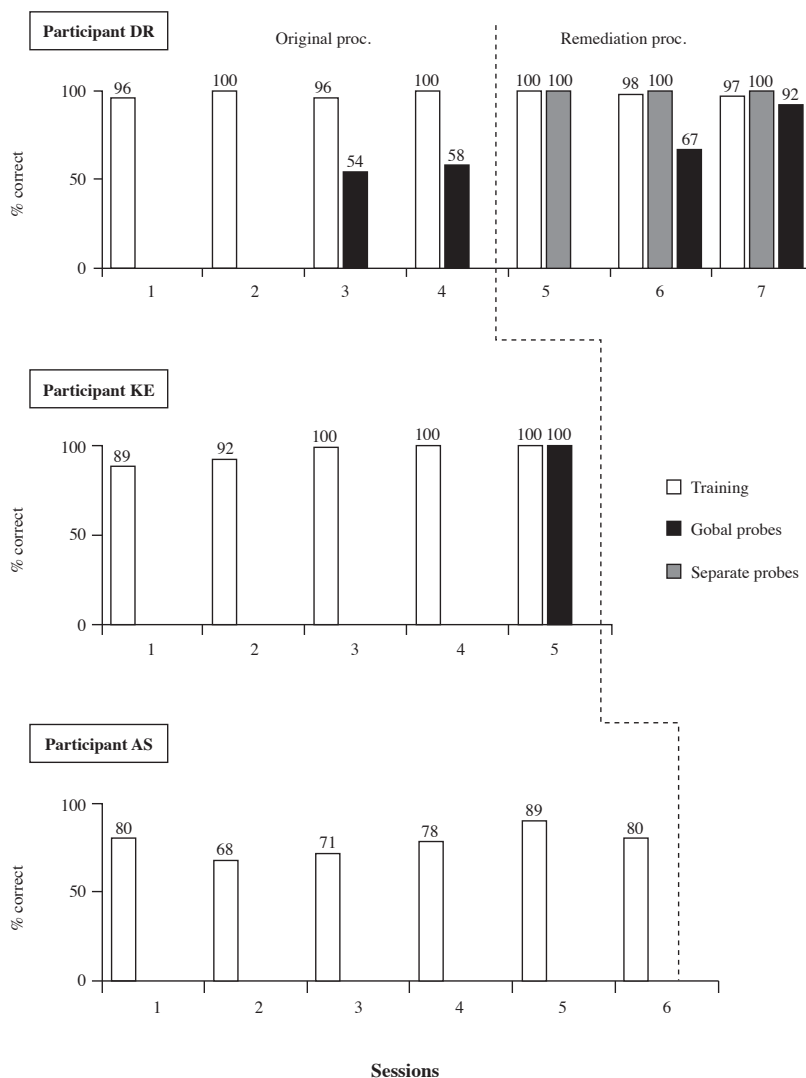 Participant DR
Original proc. Remediation proc.
96 100 96 54 100 58 100 100 98 100 67 97 100 92
100
50
0
% correct
1 2 3 4 5 6 7
Participant KE
89 92 100 100 100 100
100
50
0
% correct
1 2 3 4 5
Training
Gobal probes
Separate probes
Participant AS
80 68 71 78 89 80
100
50
0
% correct
1 2 3 4 5 6
Sessions